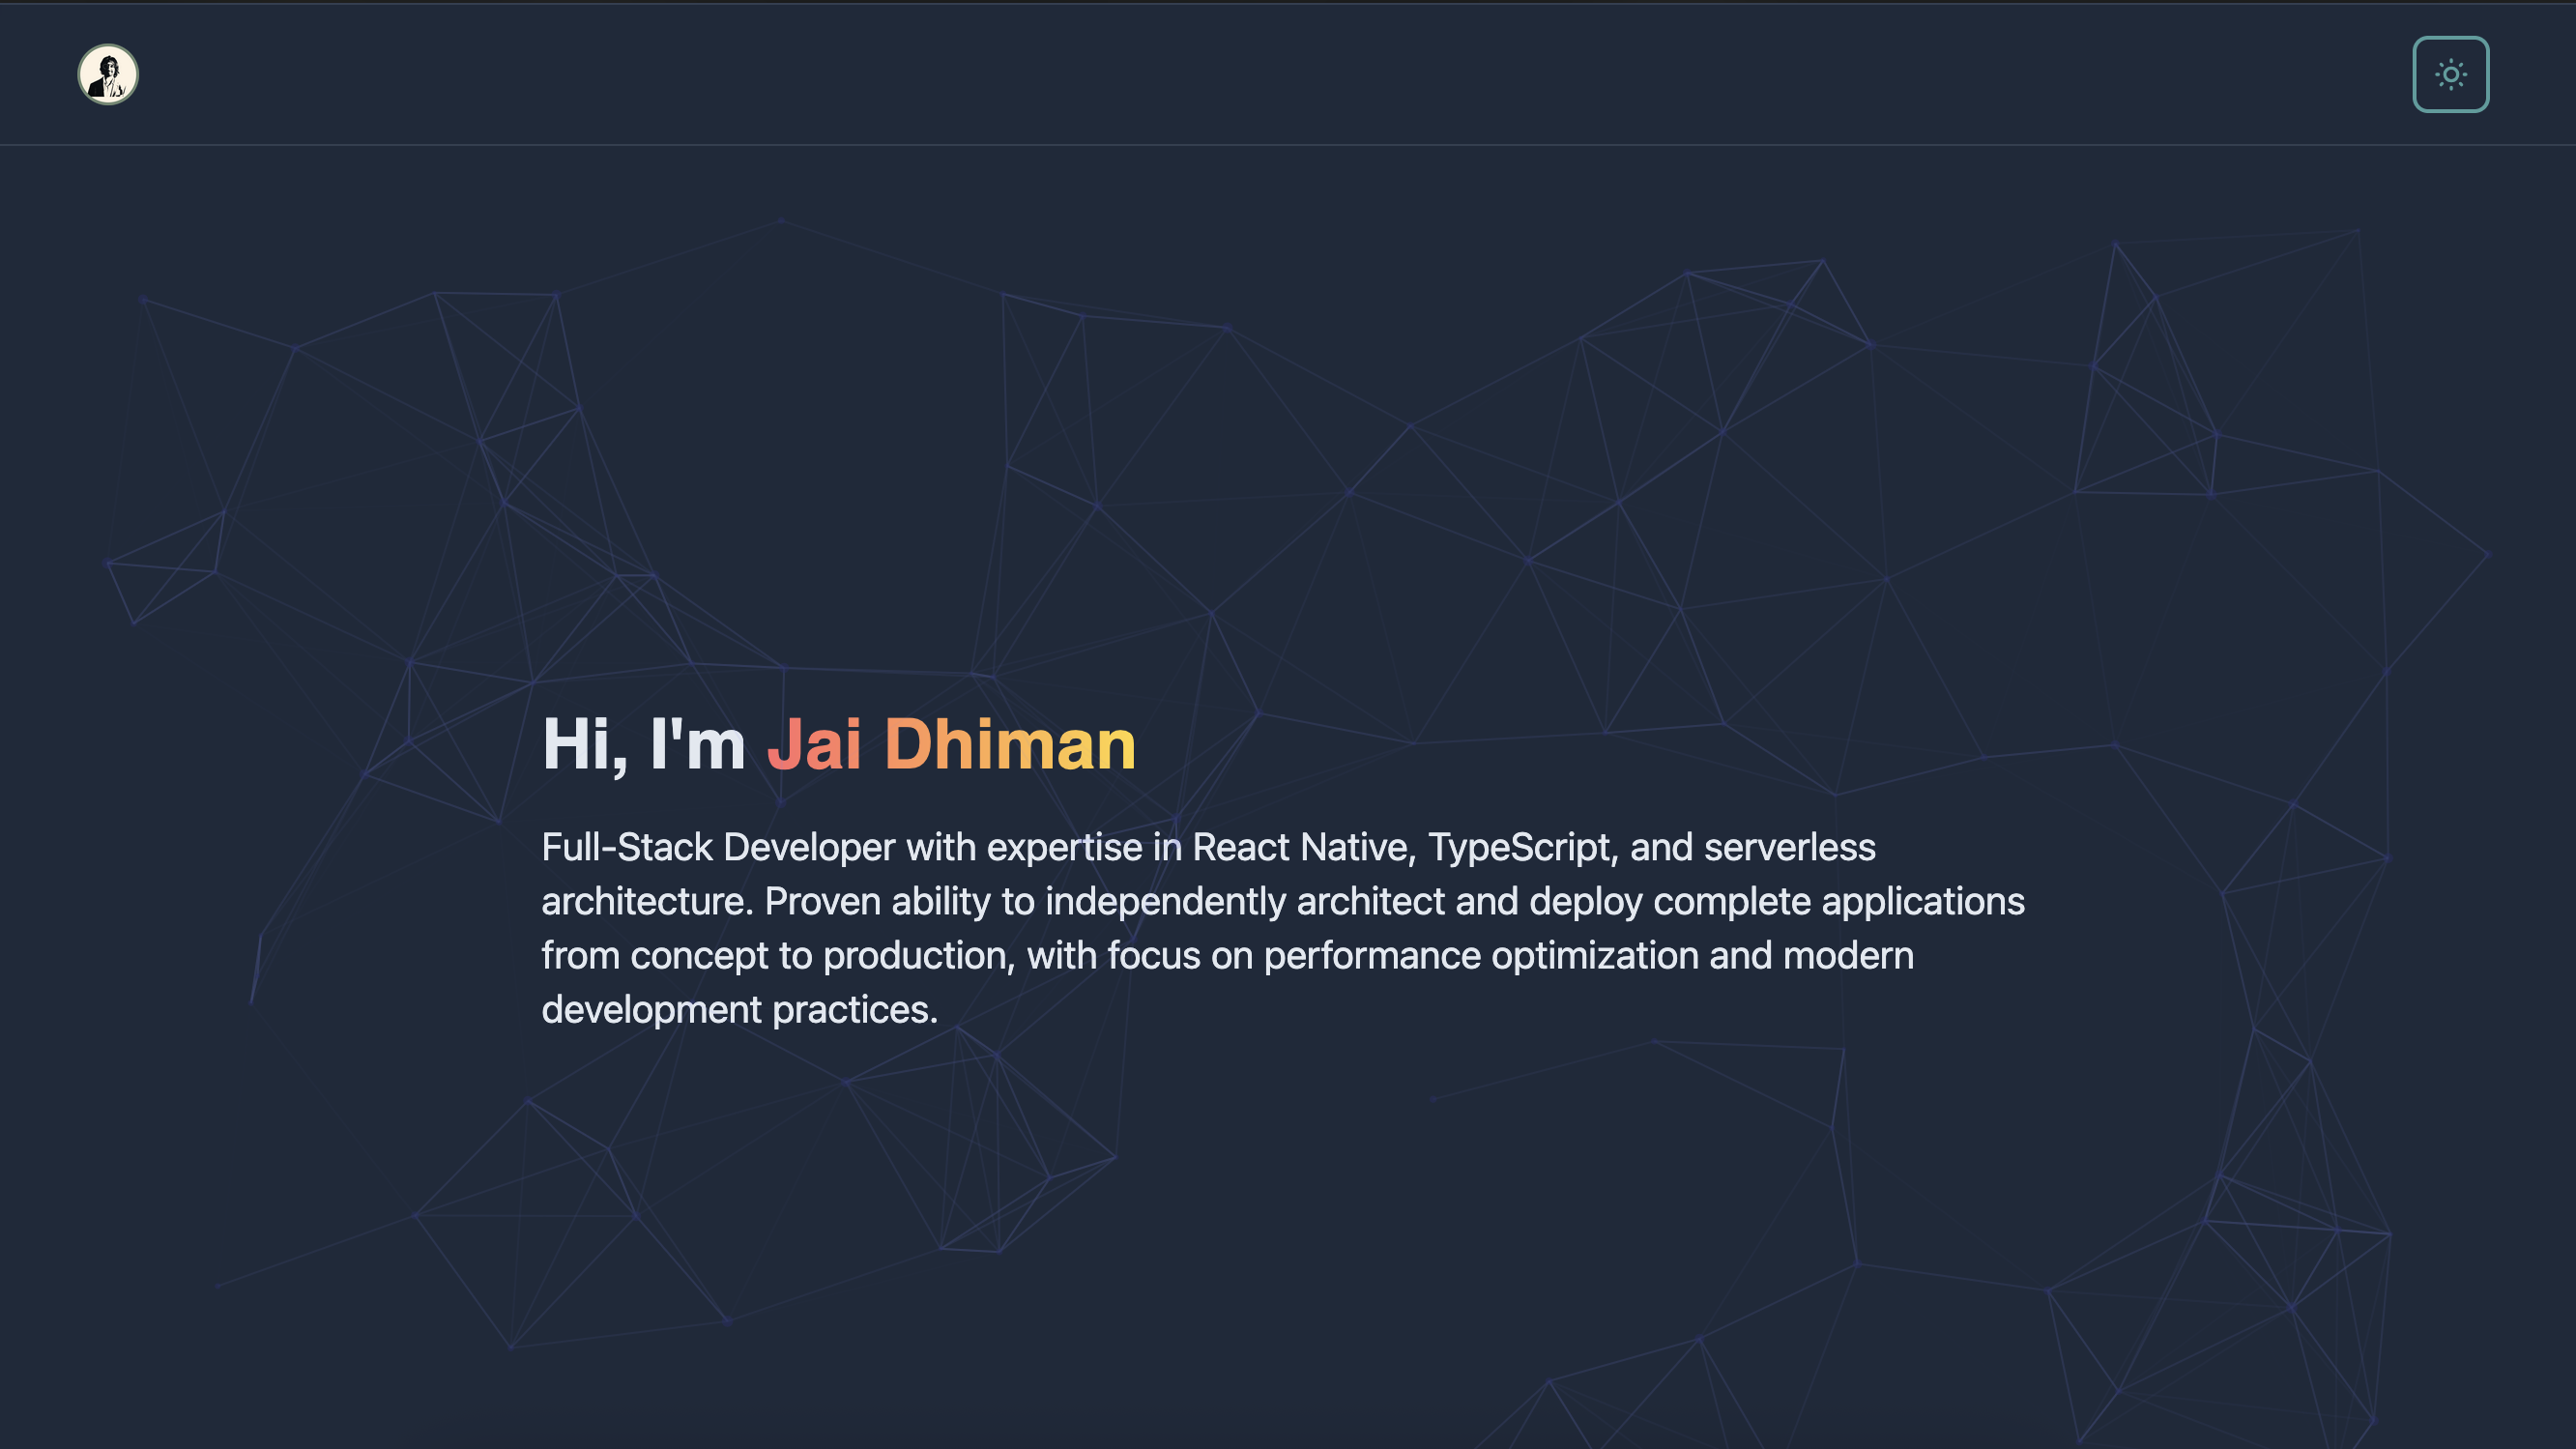 Hi, I'm Jai Dhiman
Full-Stack Developer with expertise in React Native, TypeScript, and serverless
architecture. Proven ability to independently architect and deploy complete applications
from concept to production, with focus on performance optimization and modern
development practices.